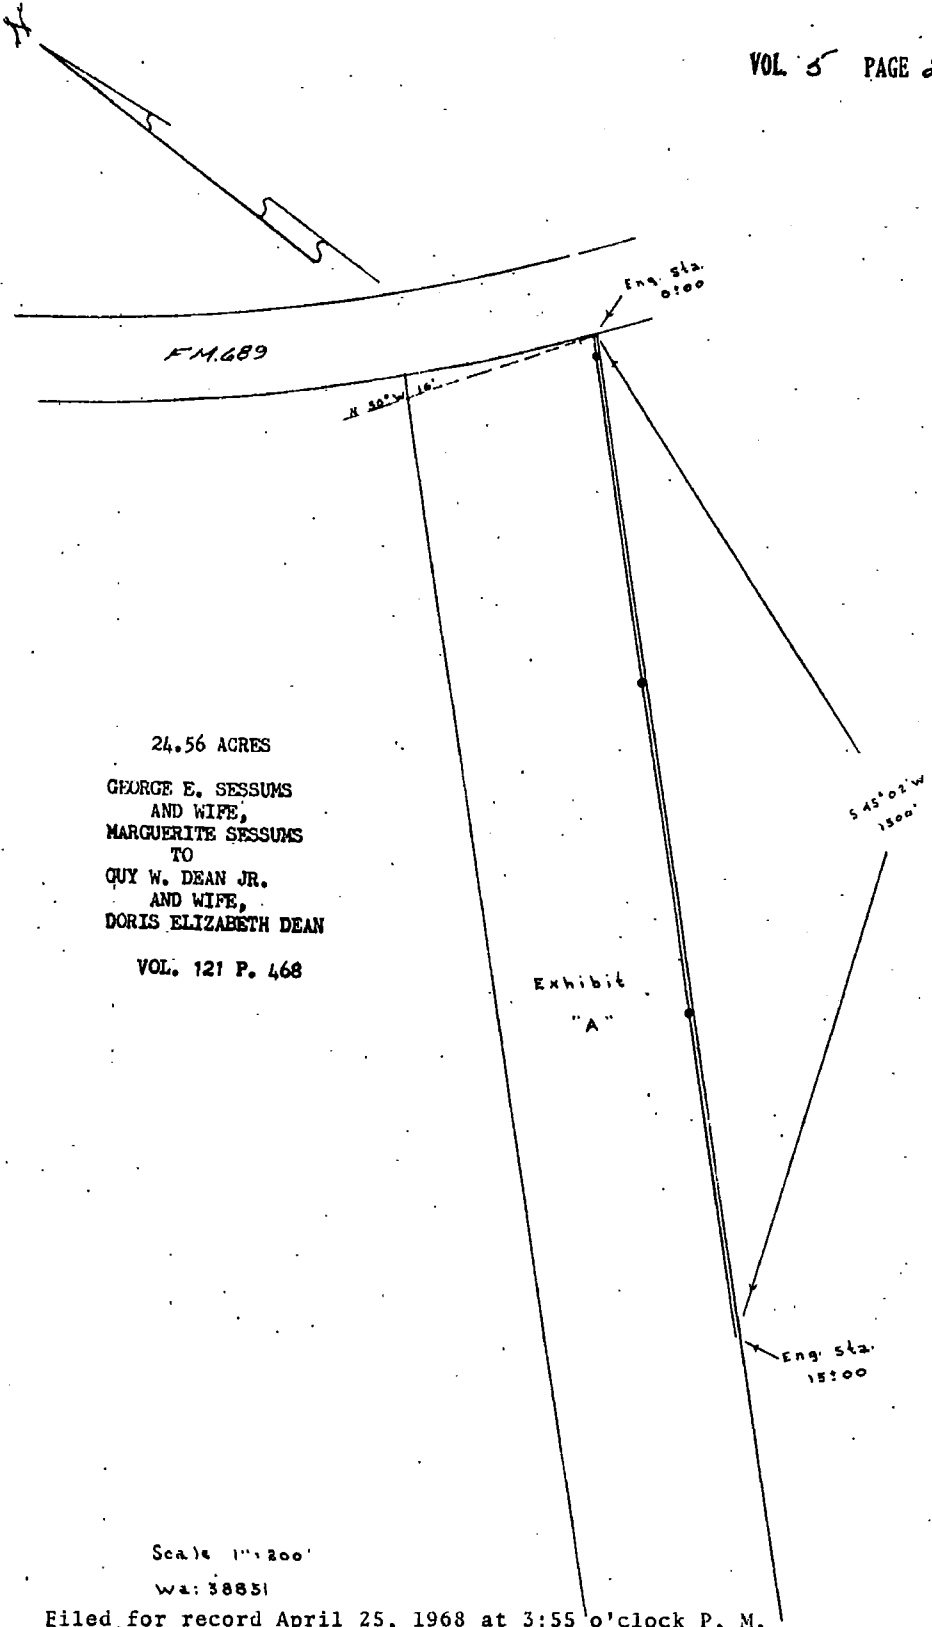 N
VOL. 5 PAGE
Eng. Sta.
0+00
F.M. 689
N 50° W 16'
24.56 ACRES
GEORGE E. SESSUMS
AND WIFE,
MARGUERITE SESSUMS
TO
GUY W. DEAN JR.
AND WIFE,
DORIS ELIZABETH DEAN
VOL. 121 P. 468
S 45° 02' W
1500'
Exhibit
"A"
Eng. Sta.
15+00
Scale 1": 200'
Wa: 38851
Filed for record April 25, 1968 at 3:55 o'clock P. M.